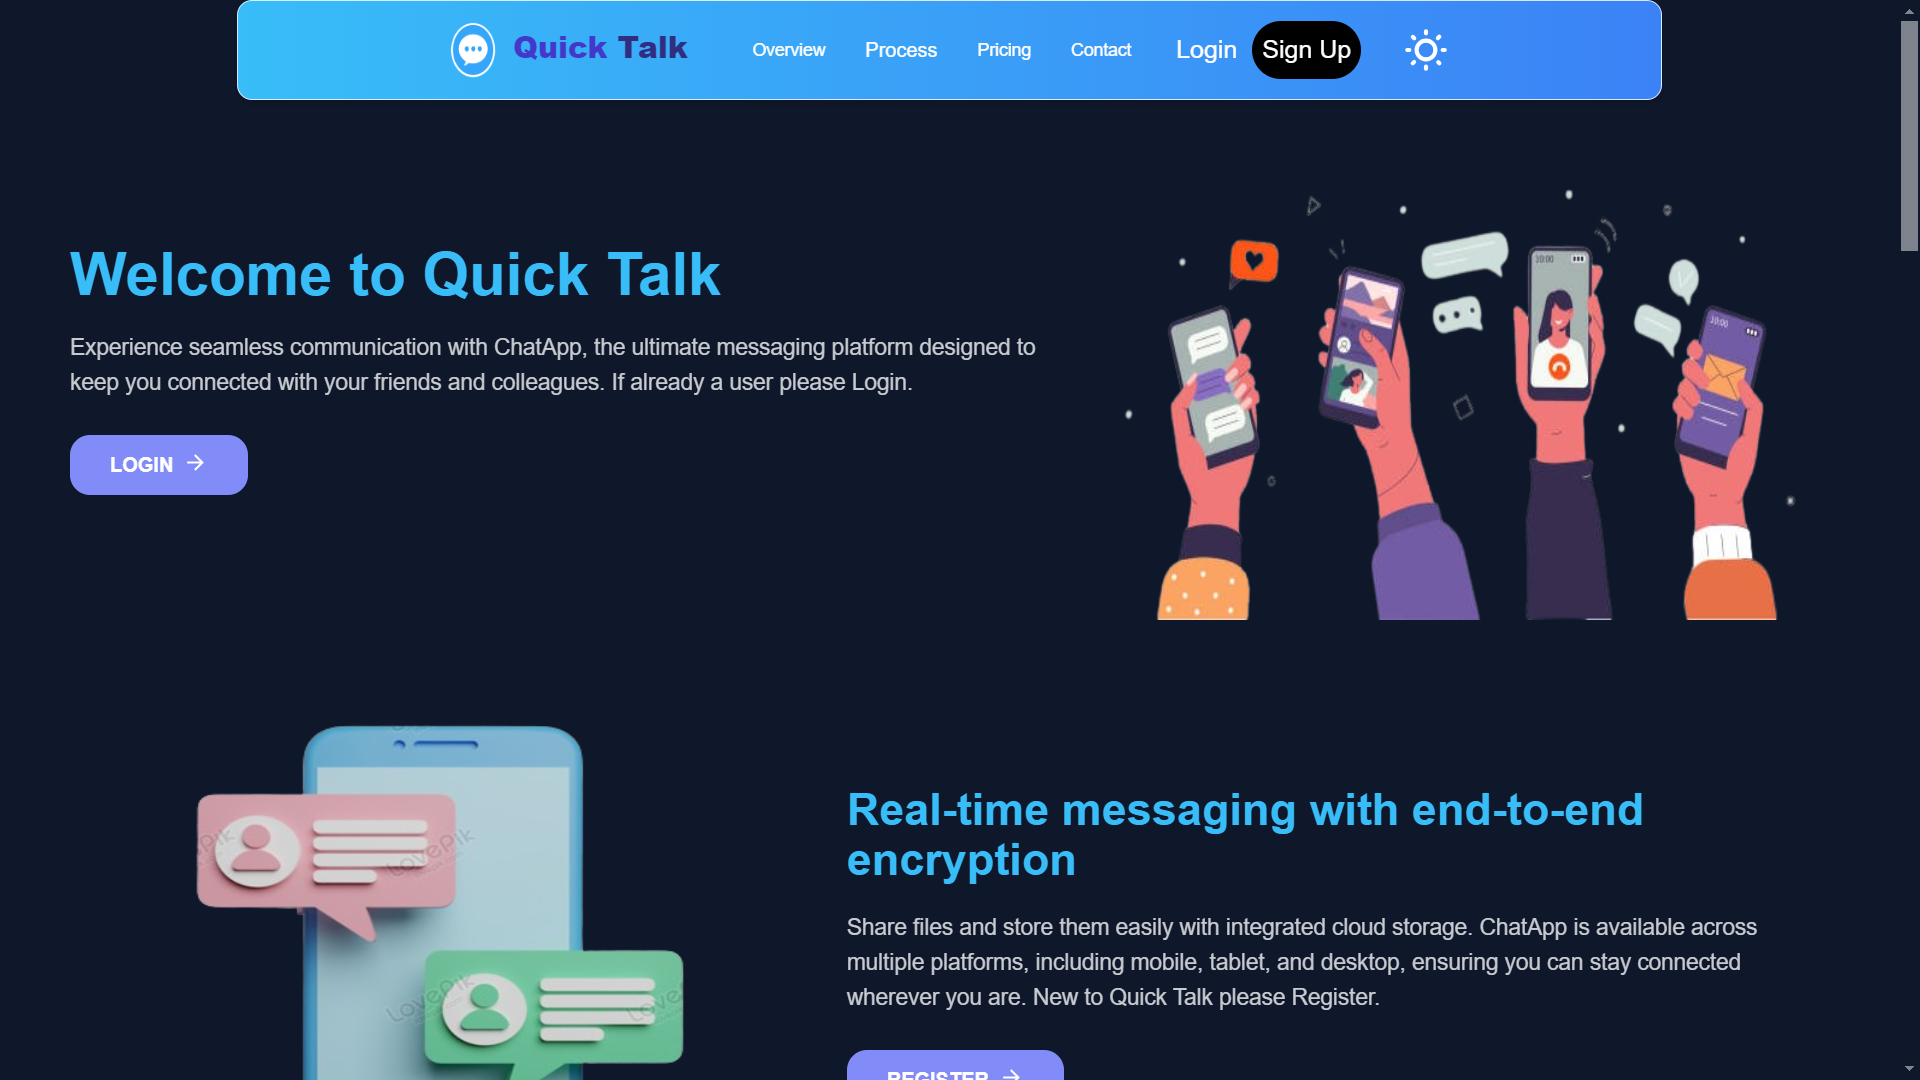 Quick Talk
Overview
Process
Pricing
Contact
Login
Sign Up
Welcome to Quick Talk
Experience seamless communication with ChatApp, the ultimate messaging platform designed to
keep you connected with your friends and colleagues. If already a user please Login.
LOGIN
10:00
10:00
Real-time messaging with end-to-end
encryption
Share files and store them easily with integrated cloud storage. ChatApp is available across
multiple platforms, including mobile, tablet, and desktop, ensuring you can stay connected
wherever you are. New to Quick Talk please Register.
REGISTER
LovePik
LovePik